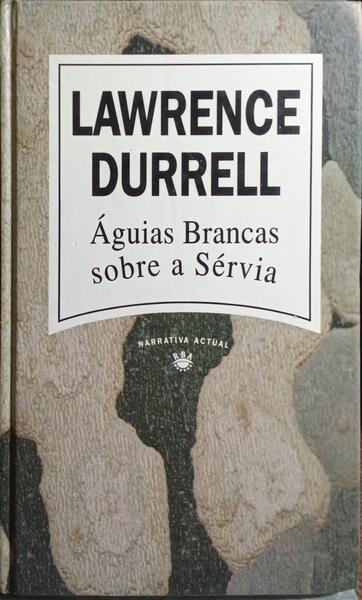 LAWRENCE
DURRELL
Águias Brancas
sobre a Sérvia
NARRATIVA ACTUAL
RBA